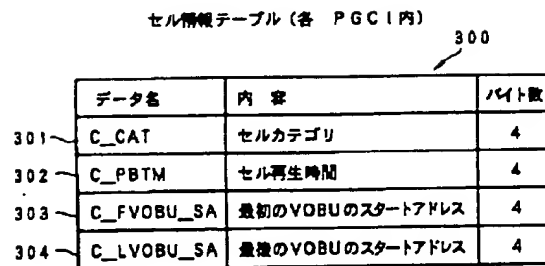 セル情報テーブル（各 PGCI内）
300
データ名 内 容 バイト数
301 C_CAT セルカテゴリ 4
302 C_PBTM セル再生時間 4
303 C_FVOBU_SA 最初のVOBUのスタートアドレス 4
304 C_LVOBU_SA 最後のVOBUのスタートアドレス 4